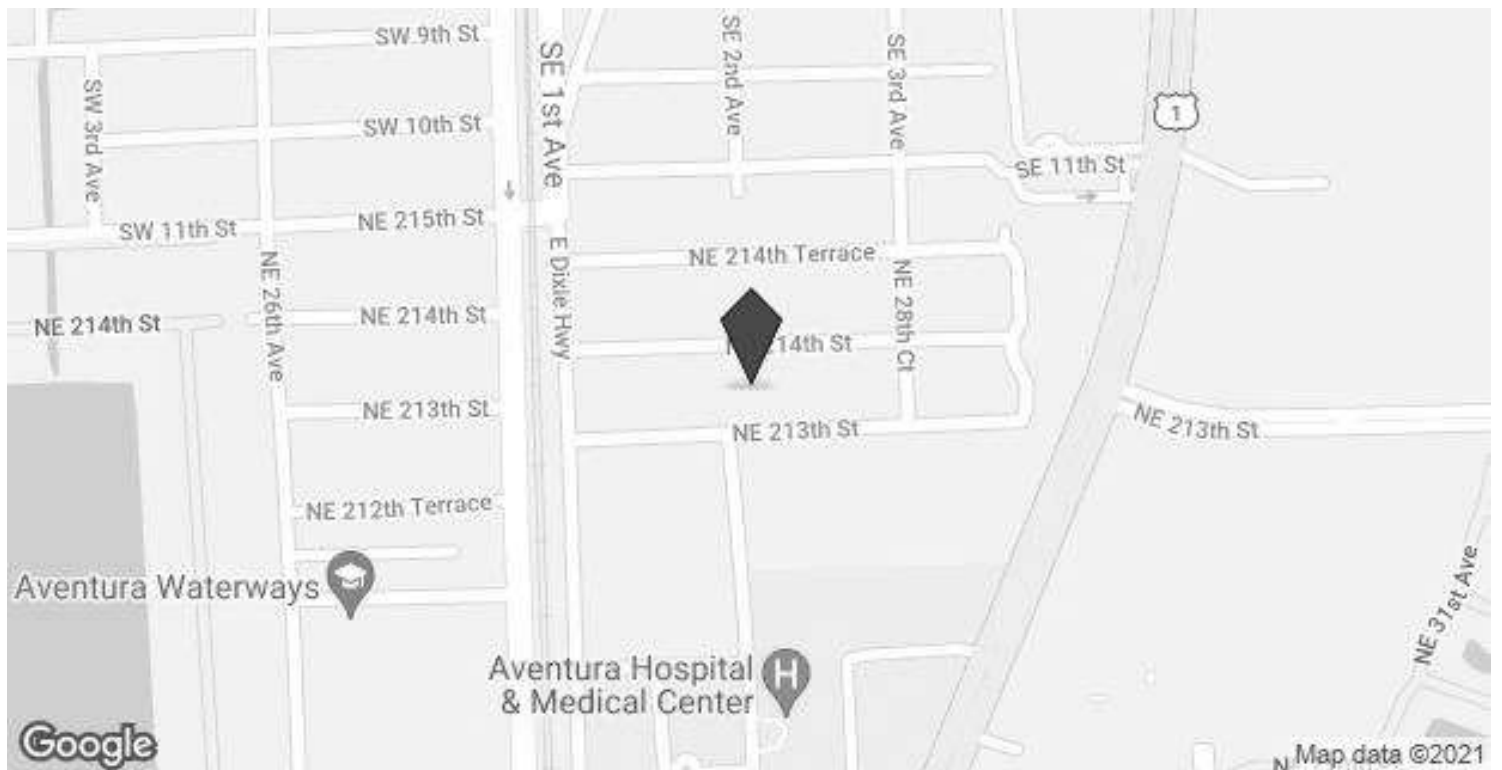 SW 9th St
SE 1st Ave
SE 2nd Ave
SE 3rd Ave
1
SW 3rd Ave
SW 10th St
SE 11th St
SW 11th St
NE 215th St
NE 214th Terrace
E Dixie Hwy
NE 26th Ave
NE 28th Ct
NE 214th St
NE 214th St
214th St
NE 213th St
NE 213th St
NE 213th St
NE 212th Terrace
Aventura Waterways
NE 31st Ave
Aventura Hospital
& Medical Center
H
Google
N
Map data ©2021